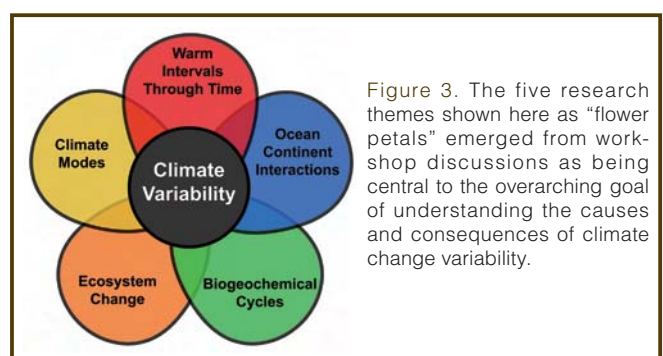 Warm
Intervals
Through Time
Climate
Modes
Ocean
Continent
Interactions
Climate
Variability
Ecosystem
Change
Biogeochemical
Cycles
Figure 3. The five research
themes shown here as “flower
petals” emerged from work-
shop discussions as being
central to the overarching goal
of understanding the causes
and consequences of climate
change variability.